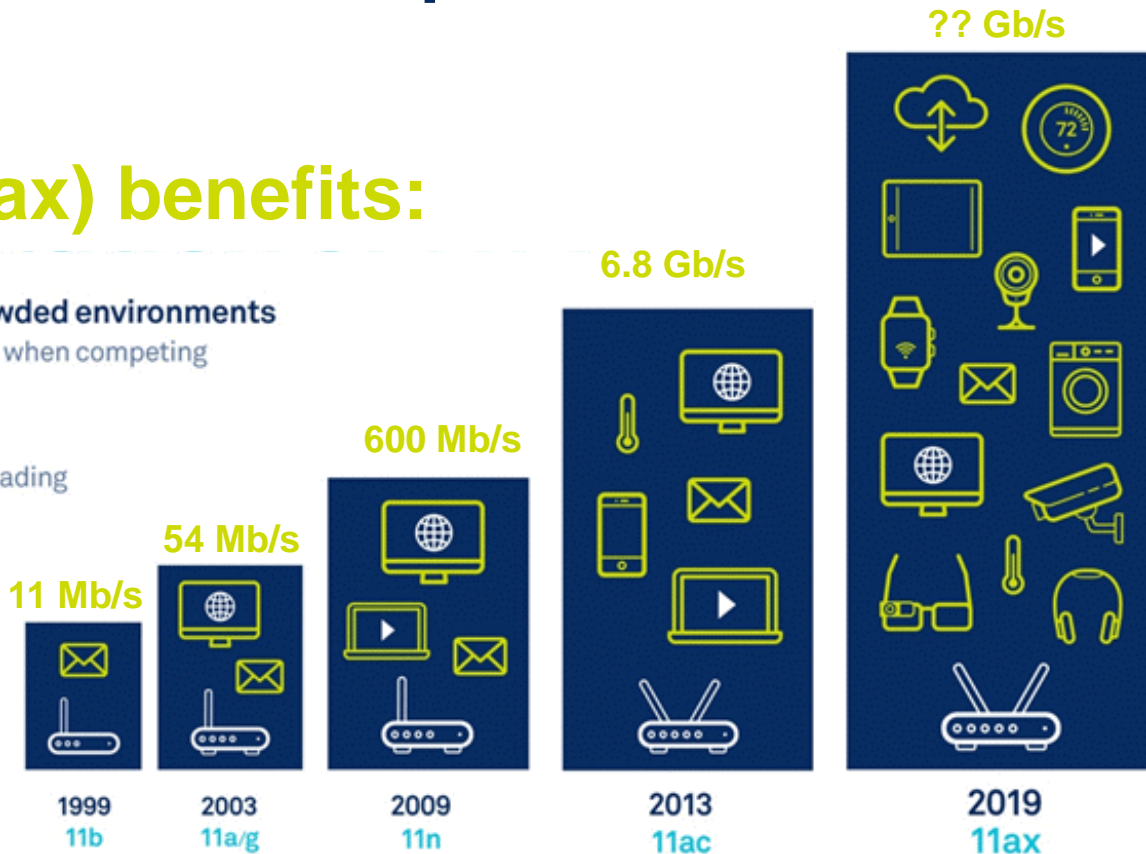 ?? Gb/s
ax) benefits:
6.8 Gb/s
wded environments
when competing
600 Mb/s
ading
54 Mb/s
11 Mb/s
72
1999
2003
2009
2013
2019
11b
11a/g
11n
11ac
11ax